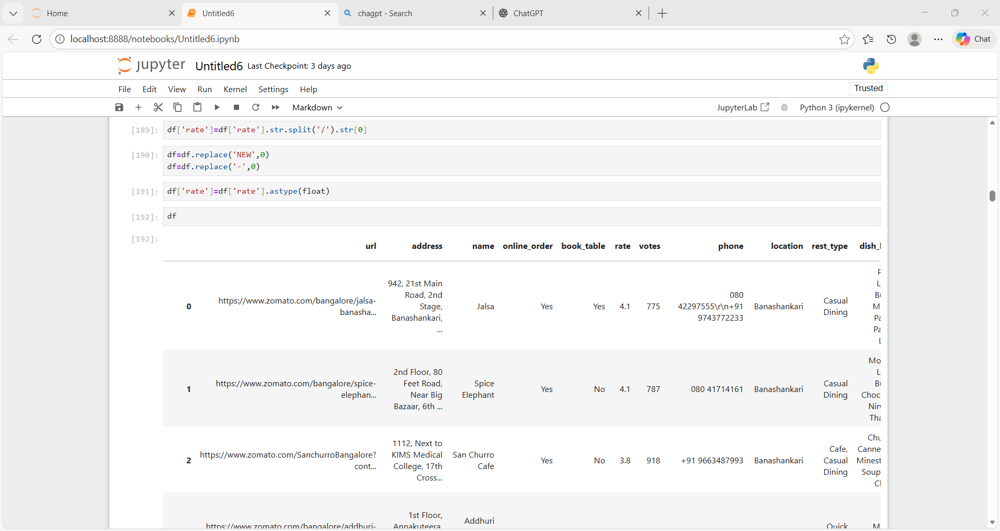 Home
Untitled6
chagpt - Search
ChatGPT
localhost:8888/notebooks/Untitled6.ipynb
Chat
jupyter Untitled6 Last Checkpoint: 3 days ago
File Edit View Run Kernel Settings Help
Trusted
Markdown
JupyterLab
Python 3 (ipykernel)
[189]: df['rate']=df['rate'].str.split('/').str[0]
[190]: df=df.replace('NEW',0)
df=df.replace('-',0)
[191]: df['rate']=df['rate'].astype(float)
[192]: df
[192]:
url address name online_order book_table rate votes phone location rest_type dish_l
0 https://www.zomato.com/bangalore/jalsa-
banasha...
942, 21st Main
Road, 2nd
Stage,
Banashankari,
...
Jalsa Yes Yes 4.1 775
080
42297555\r\n+91
9743772233
Banashankari
Casual
Dining
P
L
Bu
Ma
Pa
Pa
L
1 https://www.zomato.com/bangalore/spice-
elephan...
2nd Floor, 80
Feet Road,
Near Big
Bazaar, 6th ...
Spice
Elephant
Yes No 4.1 787 080 41714161 Banashankari
Casual
Dining
Mo
L
Bu
Choc
Nirv
Tha
2 https://www.zomato.com/SanchurroBangalore?
cont...
1112, Next to
KIMS Medical
College, 17th
Cross...
San Churro
Cafe
Yes No 3.8 918 +91 9663487993 Banashankari
Cafe,
Casual
Dining
Chu
Canne
Minest
Soup
Cl
https://www.zomato.com/bangalore/addhuri-
1st Floor,
Annakuteera,
Addhuri
Quick
M